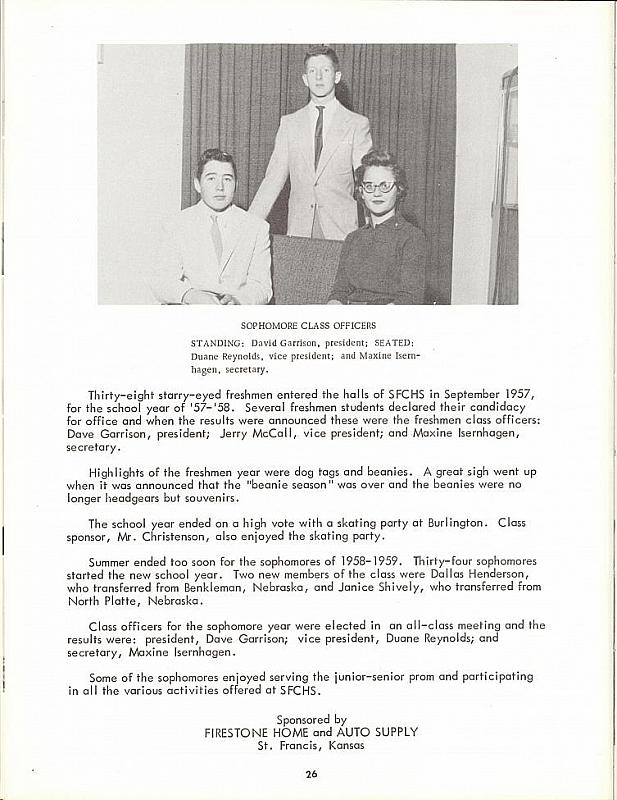 SOPHOMORE CLASS OFFICERS
STANDING: David Garrison, president; SEATED:
Duane Reynolds, vice president; and Maxine Isern-
hagen, secretary.
Thirty-eight starry-eyed freshmen entered the halls of SFCHS in September 1957,
for the school year of '57-'58. Several freshmen students declared their candidacy
for office and when the results were announced these were the freshmen class officers:
Dave Garrison, president; Jerry McCall, vice president; and Maxine Isernhagen,
secretary.
Highlights of the freshmen year were dog tags and beanies. A great sigh went up
when it was announced that the "beanie season" was over and the beanies were no
longer headgears but souvenirs.
The school year ended on a high vote with a skating party at Burlington. Class
sponsor, Mr. Christenson, also enjoyed the skating party.
Summer ended too soon for the sophomores of 1958-1959. Thirty-four sophomores
started the new school year. Two new members of the class were Dallas Henderson,
who transferred from Benkleman, Nebraska, and Janice Shively, who transferred from
North Platte, Nebraska.
Class officers for the sophomore year were elected in an all-class meeting and the
results were: president, Dave Garrison; vice president, Duane Reynolds; and
secretary, Maxine Isernhagen.
Some of the sophomores enjoyed serving the junior-senior prom and participating
in all the various activities offered at SFCHS.
Sponsored by
FIRESTONE HOME and AUTO SUPPLY
St. Francis, Kansas
26